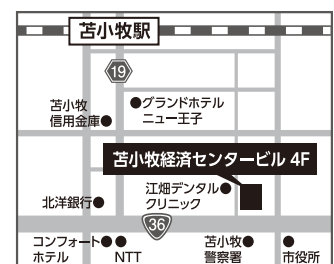 苫小牧駅
19
苫小牧
信用金庫●
●グランドホテル
ニュー王子
苫小牧経済センタービル 4F
北洋銀行●
江畑デンタル●
クリニック
36
コンフォート●
ホテル
●
NTT
苫小牧●
警察署
●
市役所